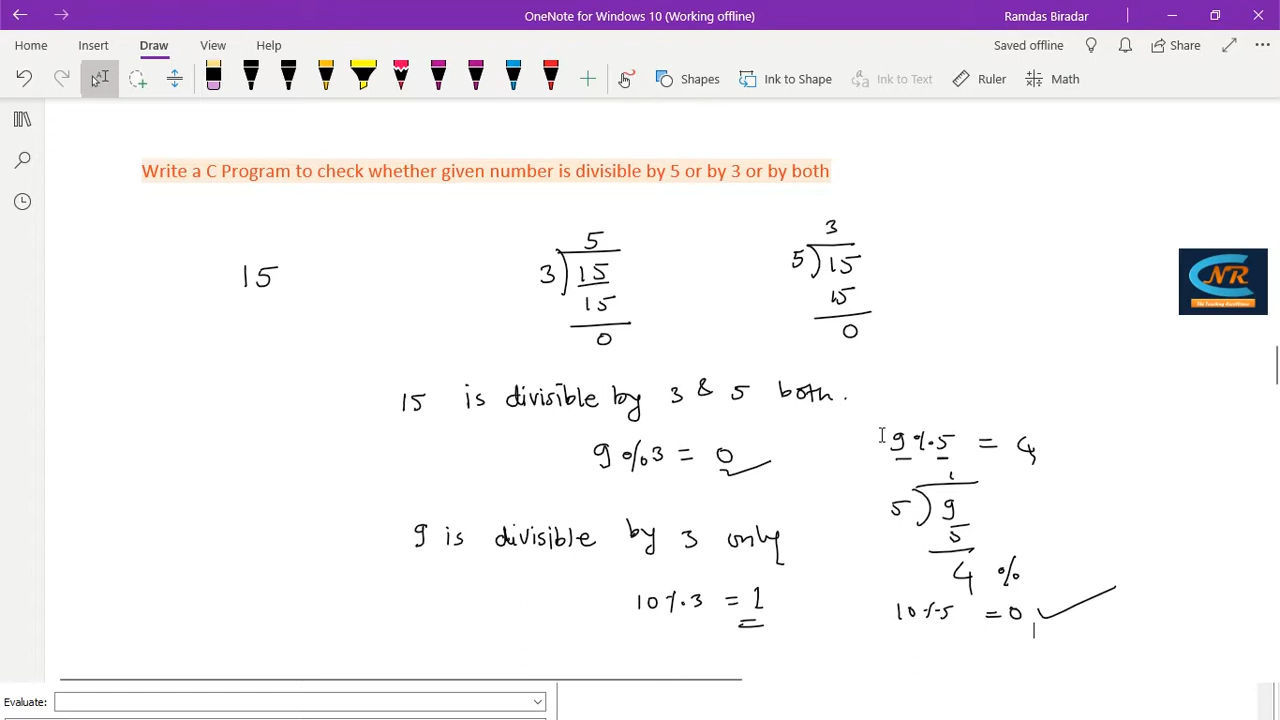 OneNote for Windows 10 (Working offline)
Ramdas Biradar
Home Insert Draw View Help
Saved offline
Share
Shapes
Ink to Shape
Ink to Text
Ruler
Math
Write a C Program to check whether given number is divisible by 5 or by 3 or by both
15
5
3)15
15
0
3
5)15
15
0
CNR
15 is divisible by 3 & 5 both.
9%3 = 0
9%5 = 4
1
5)9
5
4 %
9 is divisible by 3 only
10%3 = 1
10%5 = 0
Evaluate: